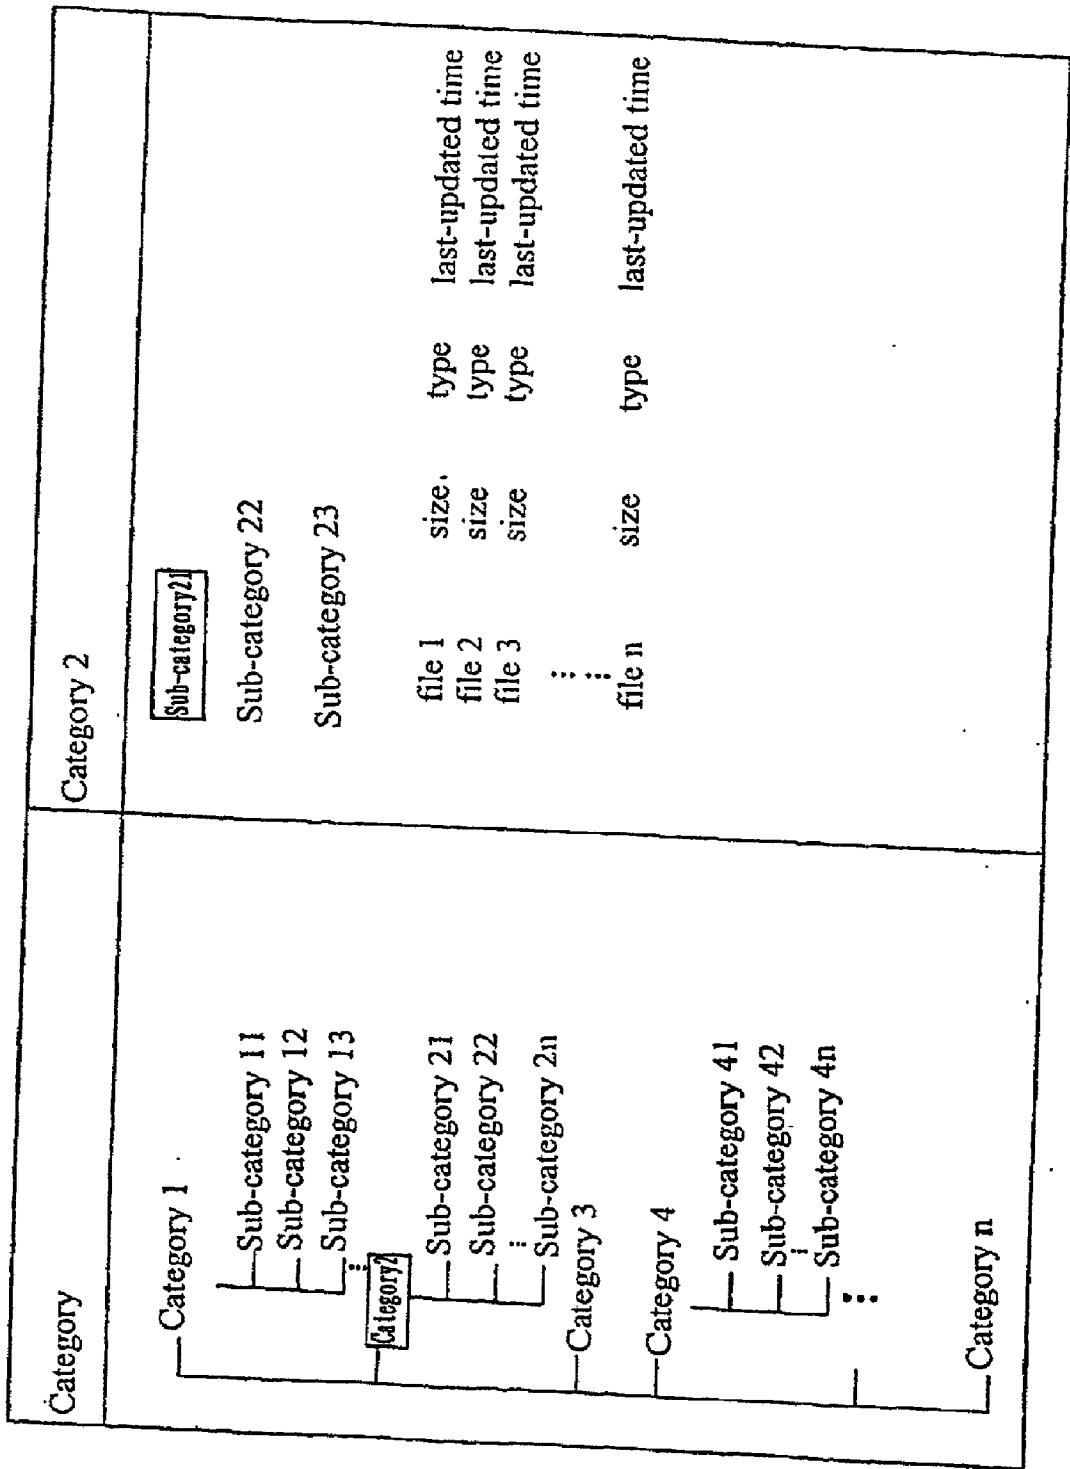 Category
Category 1
Sub-category 11
Sub-category 12
Sub-category 13
Category2
Sub-category 21
Sub-category 22
Sub-category 2n
Category 3
Category 4
Sub-category 41
Sub-category 42
Sub-category 4n
Category n
Category 2
Sub-category21
Sub-category 22
Sub-category 23
file 1 size type last-updated time
file 2 size type last-updated time
file 3 size type last-updated time
file n size type last-updated time